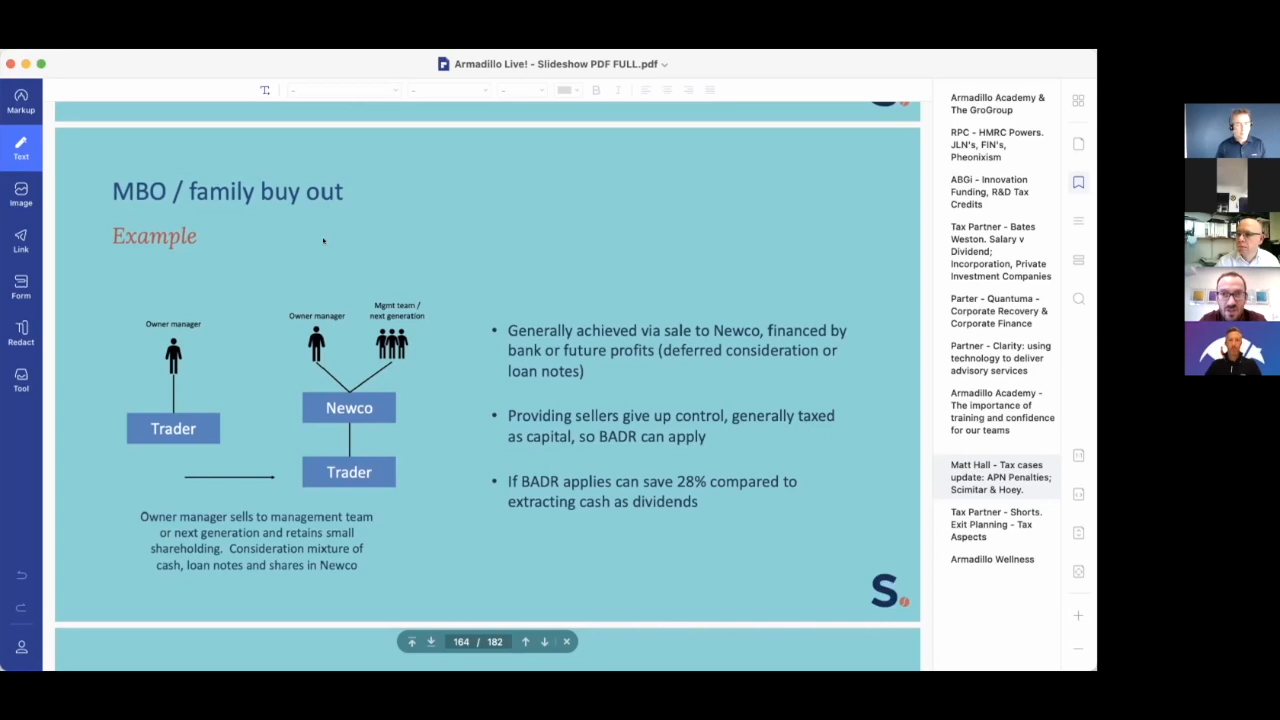 Armadillo Live! - Slideshow PDF FULL.pdf
Markup
Text
Image
Link
Form
Redact
Tool
MBO / family buy out
Example
Owner manager
Trader
Owner manager
Mgmt team /
next generation
Newco
Trader
Owner manager sells to management team
or next generation and retains small
shareholding. Consideration mixture of
cash, loan notes and shares in Newco
• Generally achieved via sale to Newco, financed by
bank or future profits (deferred consideration or
loan notes)
• Providing sellers give up control, generally taxed
as capital, so BADR can apply
• If BADR applies can save 28% compared to
extracting cash as dividends
S.
164 / 182
Armadillo Academy &
The GroGroup
RPC - HMRC Powers.
JLN's, FIN's,
Pheonixism
ABGi - Innovation
Funding, R&D Tax
Credits
Tax Partner - Bates
Weston. Salary v
Dividend;
Incorporation, Private
Investment Companies
Parter - Quantuma -
Corporate Recovery &
Corporate Finance
Partner - Clarity: using
technology to deliver
advisory services
Armadillo Academy -
The importance of
training and confidence
for our teams
Matt Hall - Tax cases
update: APN Penalties;
Scimitar & Hoey.
Tax Partner - Shorts.
Exit Planning - Tax
Aspects
Armadillo Wellness